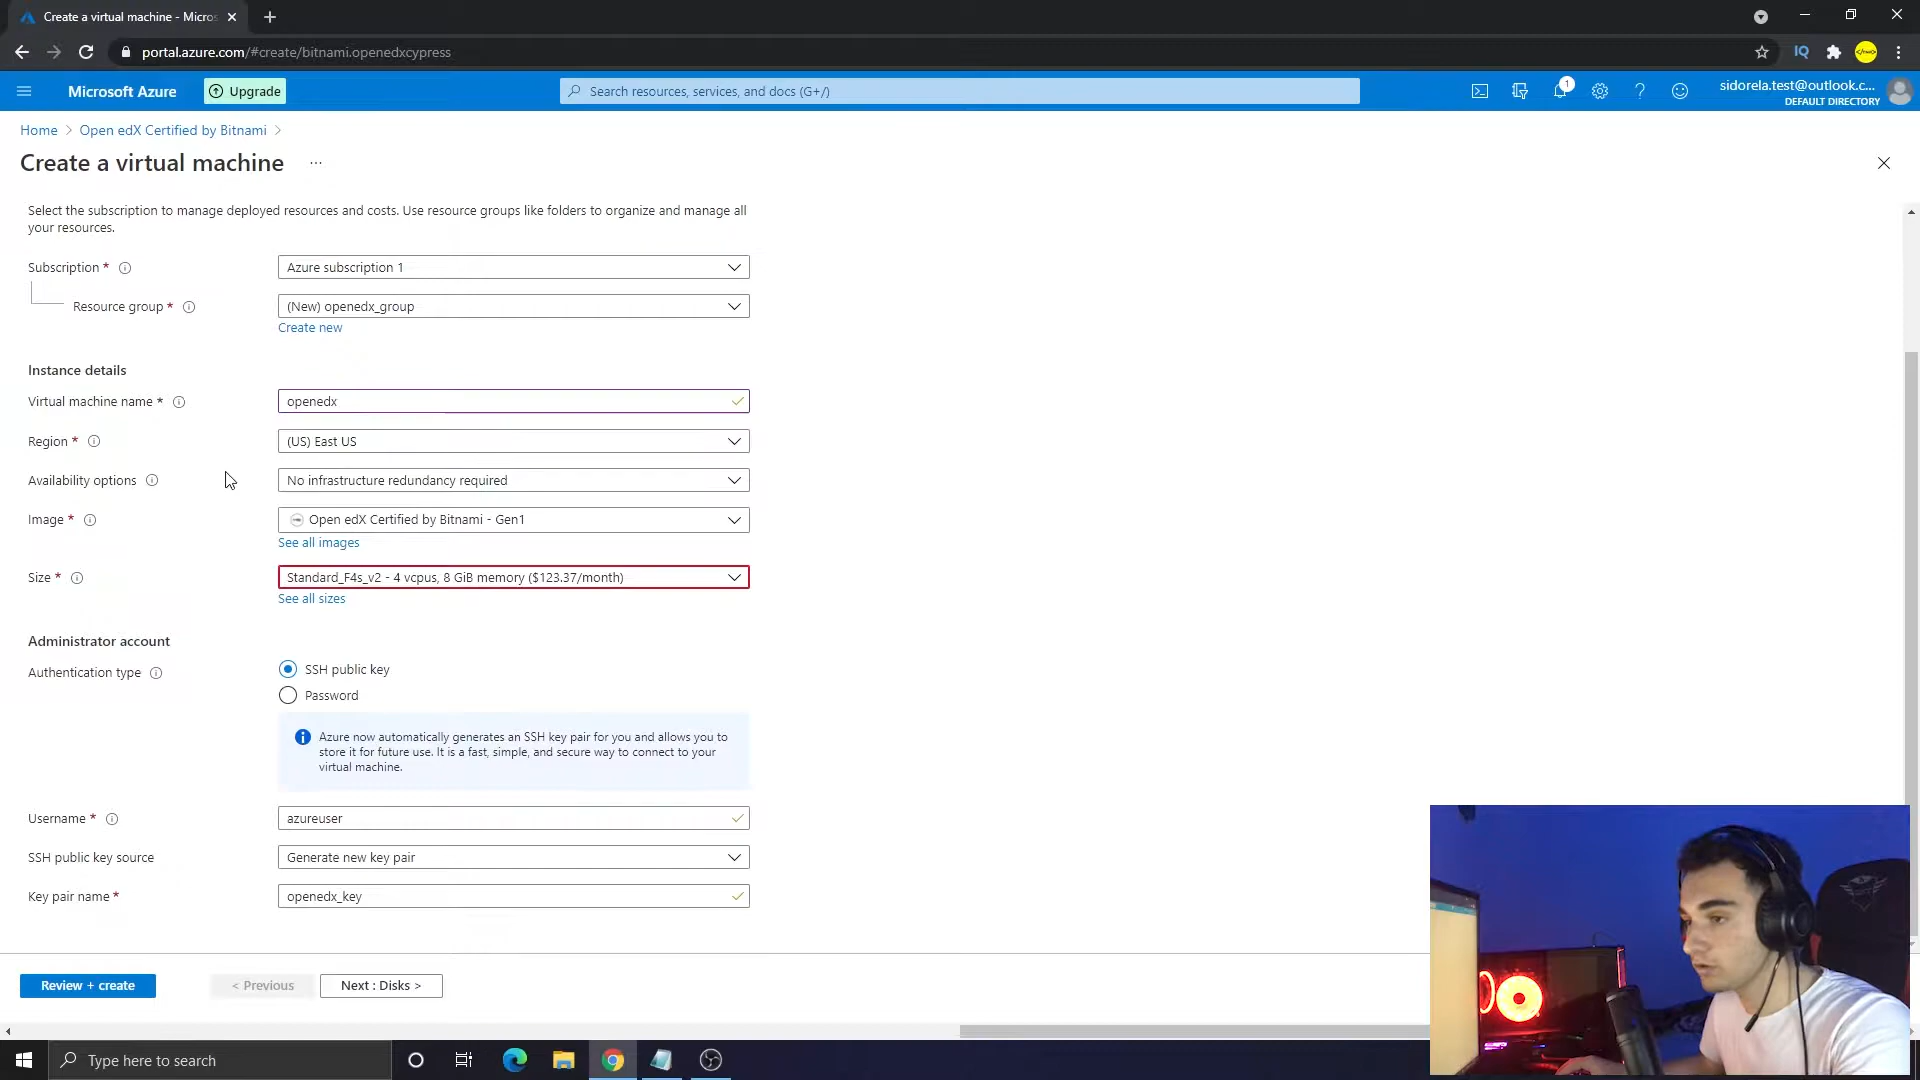 Create a virtual machine - Micros
portal.azure.com/#create/bitnami.openedxcypress
Microsoft Azure
Upgrade
Search resources, services, and docs (G+/)
1
sidorela.test@outlook.c...
DEFAULT DIRECTORY
Home > Open edX Certified by Bitnami >
Create a virtual machine ...
Select the subscription to manage deployed resources and costs. Use resource groups like folders to organize and manage all
your resources.
Subscription *
Azure subscription 1
Resource group *
(New) openedx_group
Create new
Instance details
Virtual machine name *
openedx
Region *
(US) East US
Availability options
No infrastructure redundancy required
Image *
Open edX Certified by Bitnami - Gen1
See all images
Size *
Standard_F4s_v2 - 4 vcpus, 8 GiB memory ($123.37/month)
See all sizes
Administrator account
Authentication type
SSH public key
Password
Azure now automatically generates an SSH key pair for you and allows you to
store it for future use. It is a fast, simple, and secure way to connect to your
virtual machine.
Username *
azureuser
SSH public key source
Generate new key pair
Key pair name *
openedx_key
Review + create
< Previous
Next : Disks >
Type here to search